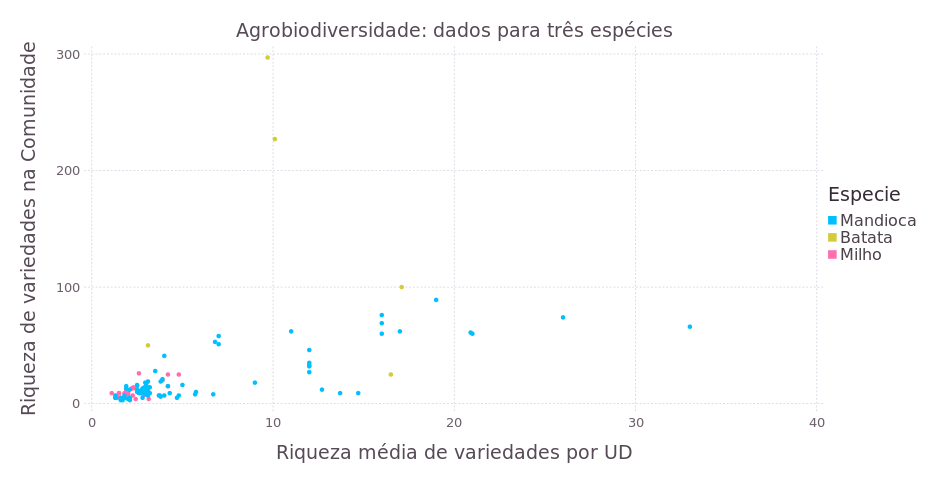 Agrobiodiversidade: dados para três espécies
Riqueza de variedades na Comunidade
300
200
100
0
0
10
20
30
40
Riqueza média de variedades por UD
Especie
Mandioca
Batata
Milho